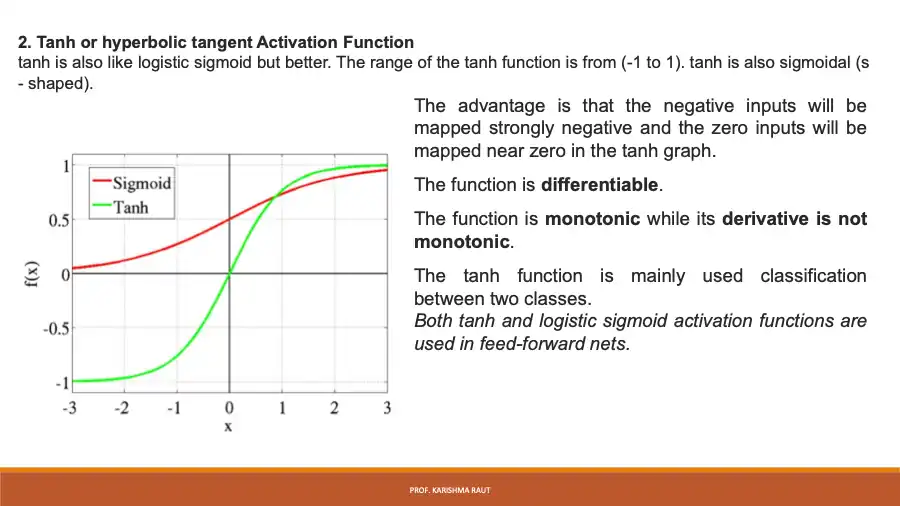 2. Tanh or hyperbolic tangent Activation Function
tanh is also like logistic sigmoid but better. The range of the tanh function is from (-1 to 1). tanh is also sigmoidal (s
- shaped).
The advantage is that the negative inputs will be
mapped strongly negative and the zero inputs will be
mapped near zero in the tanh graph.
The function is differentiable.
The function is monotonic while its derivative is not
monotonic.
The tanh function is mainly used classification
between two classes.
Both tanh and logistic sigmoid activation functions are
used in feed-forward nets.
Sigmoid
Tanh
1
0.5
0
-0.5
-1
f(x)
-3 -2 -1 0 1 2 3
x
PROF. KARISHMA RAUT